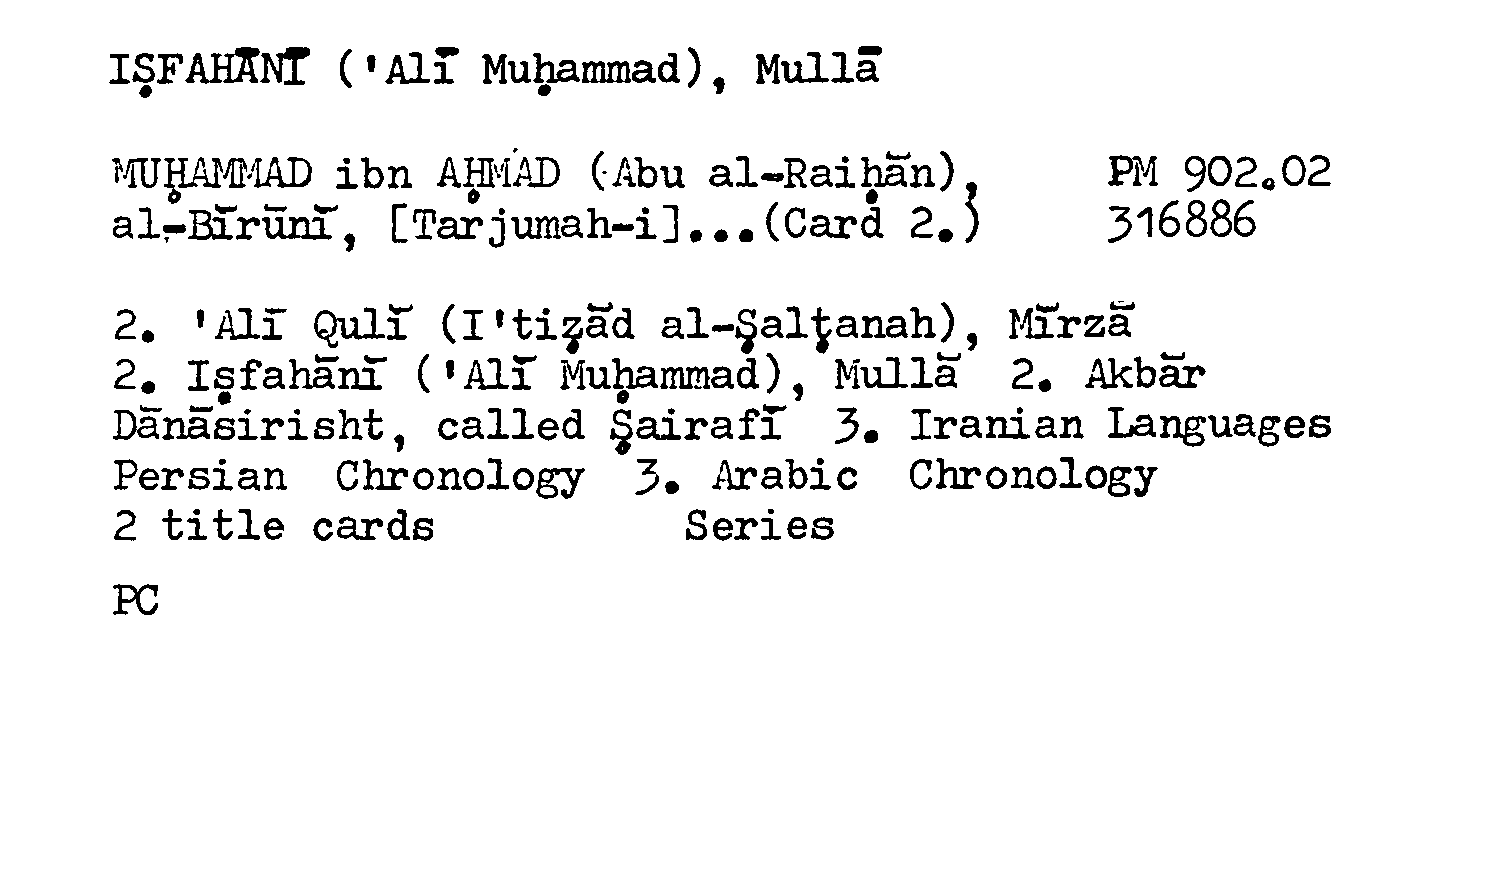 IṢFAHĀNĪ ('Alī Muḥammad), Mullā
MUḤAMMAD ibn AḤMAD (Abu al-Raiḥān), PM 902.02
al-Bīrūnī, [Tarjumah-i]...(Card 2.) 316886
2. 'Alī Qulī (I'tiẓād al-Ṣalṭanah), Mīrzā
2. Iṣfahānī ('Alī Muḥammad), Mullā 2. Akbār
Dānāsirisht, called Ṣairafī 3. Iranian Languages
Persian Chronology 3. Arabic Chronology
2 title cards Series
PC